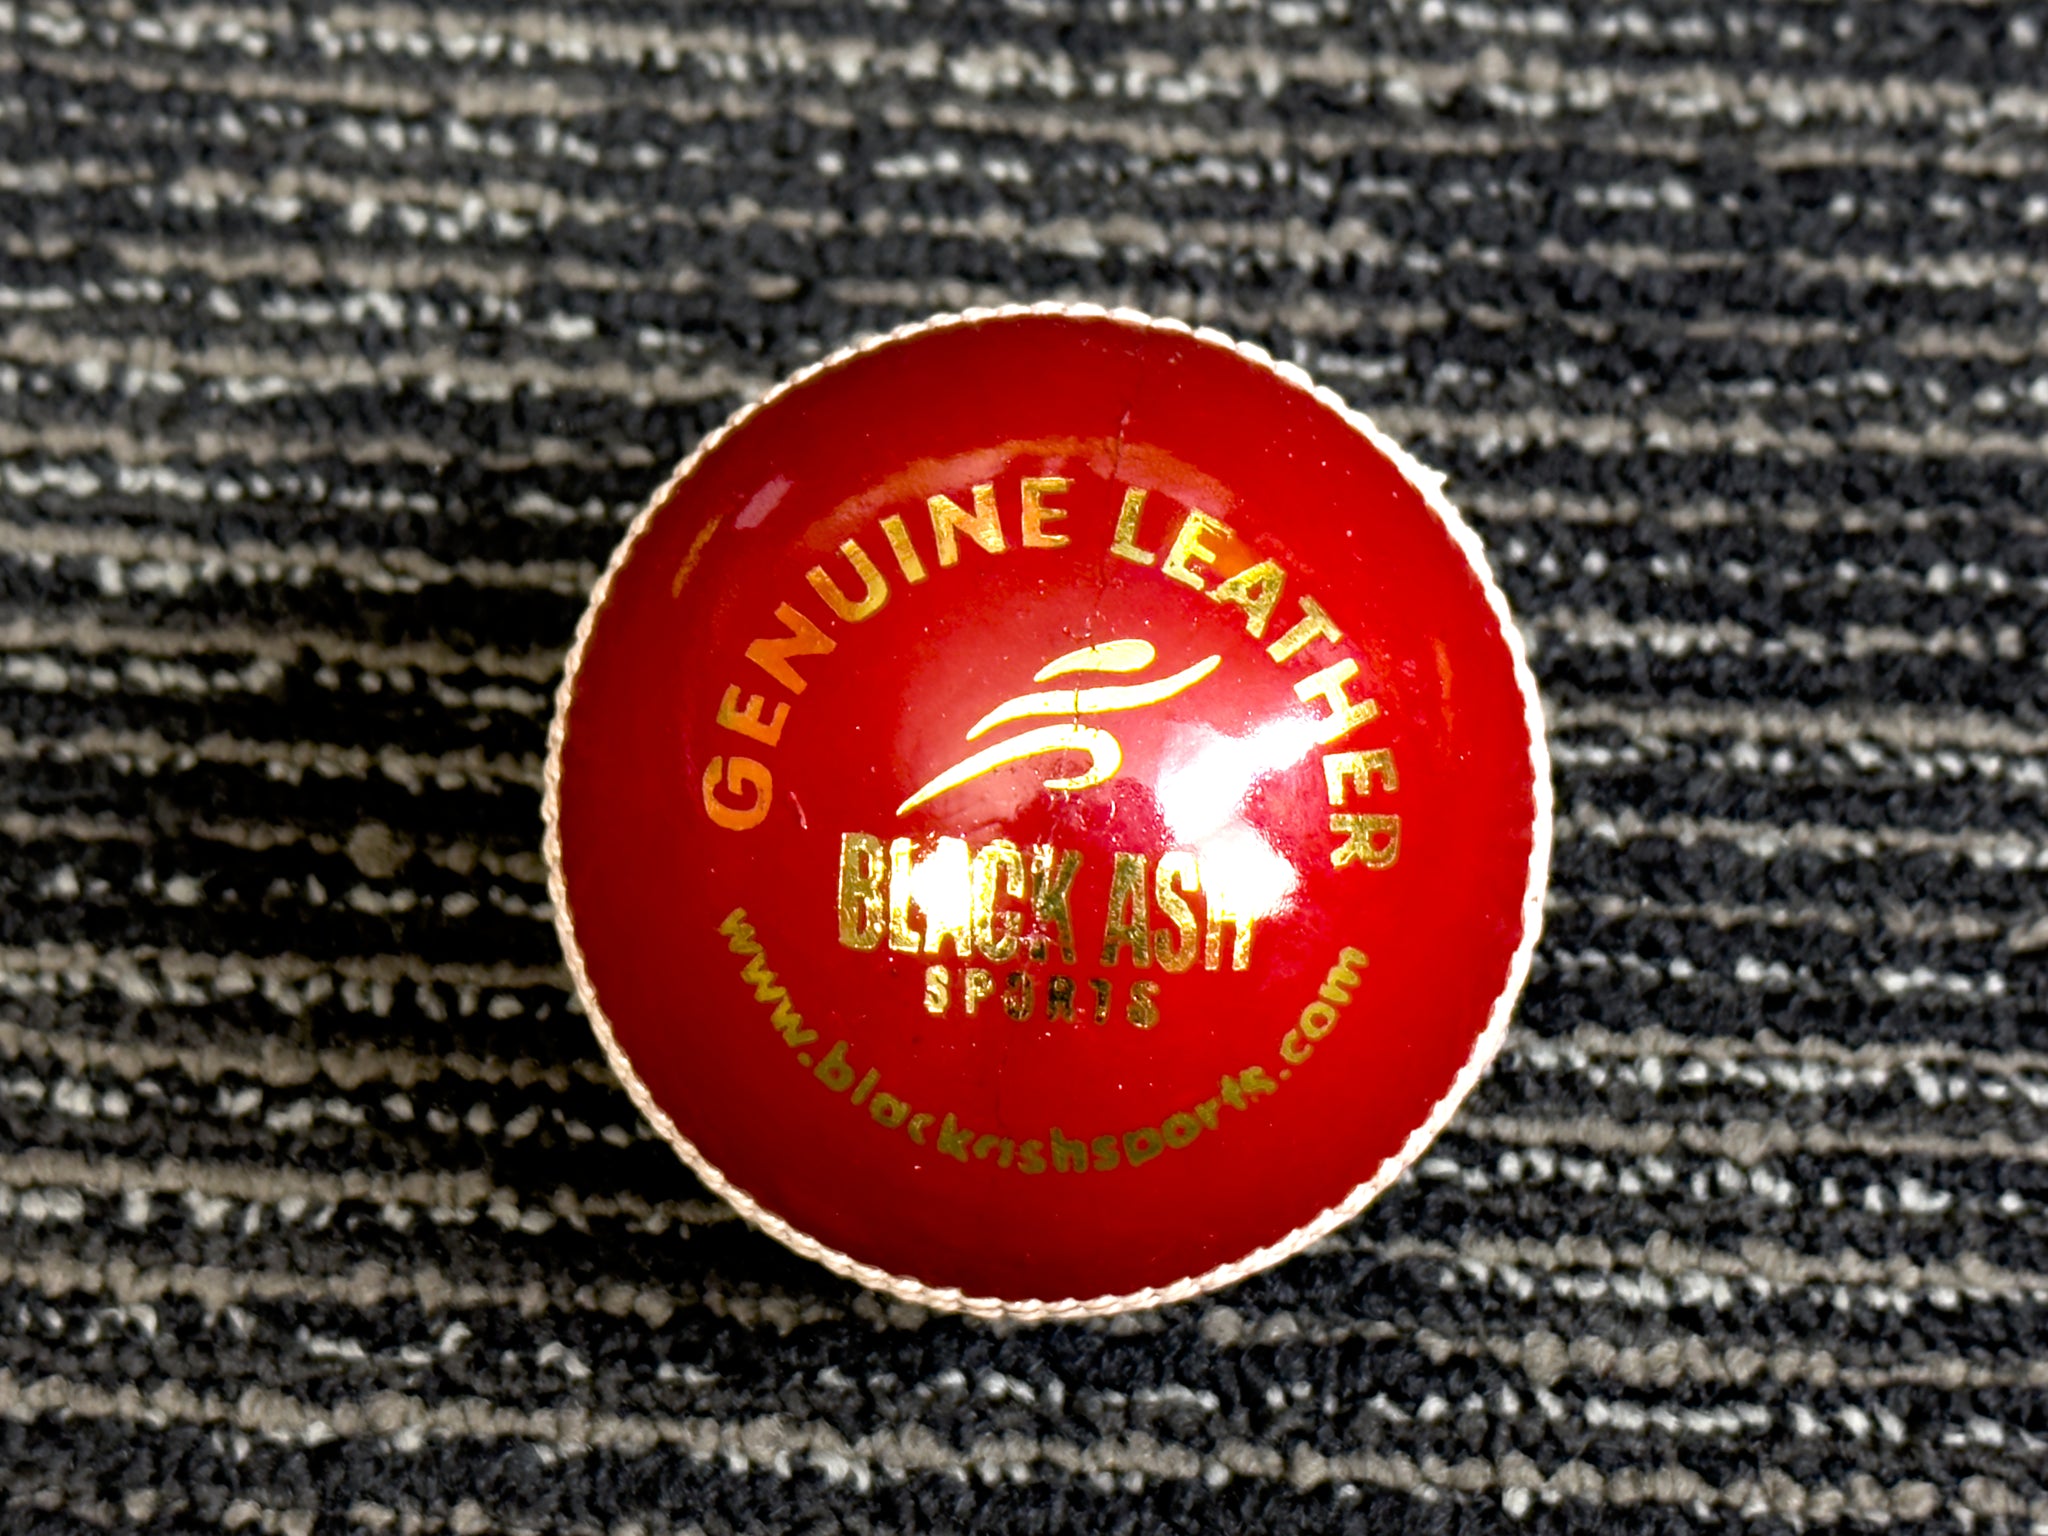 GENUINE LEATHER
BLACK ASH
SPORTS
www.blackashsports.com